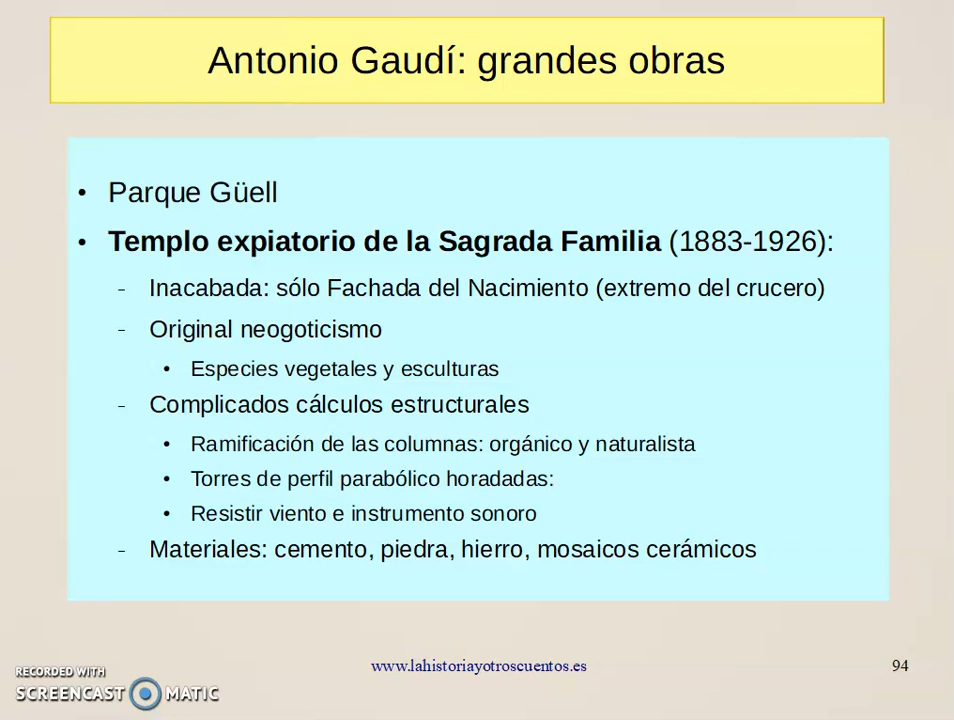 Antonio Gaudí: grandes obras
• Parque Güell
• Templo expiatorio de la Sagrada Familia (1883-1926):
– Inacabada: sólo Fachada del Nacimiento (extremo del crucero)
– Original neogoticismo
• Especies vegetales y esculturas
– Complicados cálculos estructurales
• Ramificación de las columnas: orgánico y naturalista
• Torres de perfil parabólico horadadas:
• Resistir viento e instrumento sonoro
– Materiales: cemento, piedra, hierro, mosaicos cerámicos
www.lahistoriayotroscuentos.es
94
RECORDED WITH
SCREENCAST MATIC